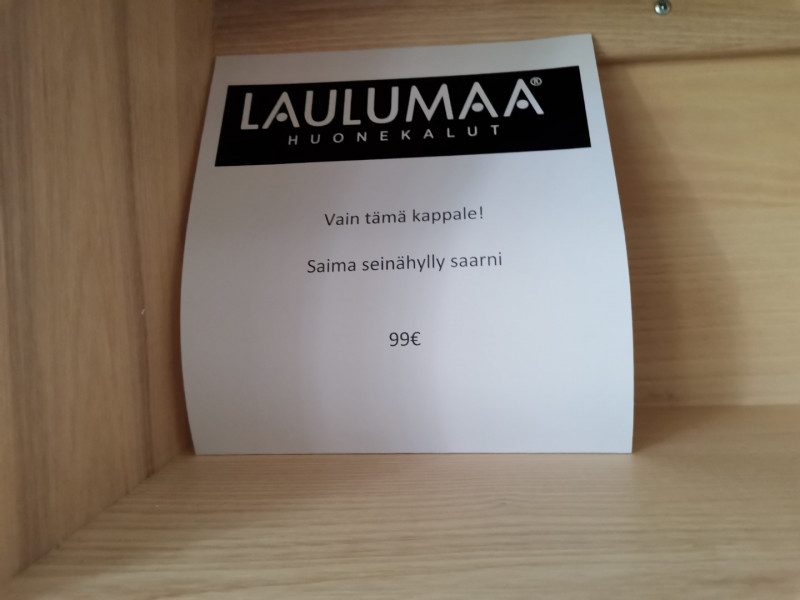 LAULUMAA®
HUONEKALUT
Vain tämä kappale!
Saima seinähylly saarni
99€